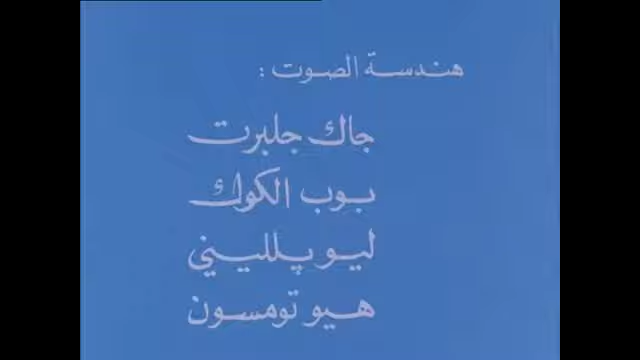 هندسة الصوت :
جاك جلبرت
بوب الكوك
ليو پلليني
هيو تومسون